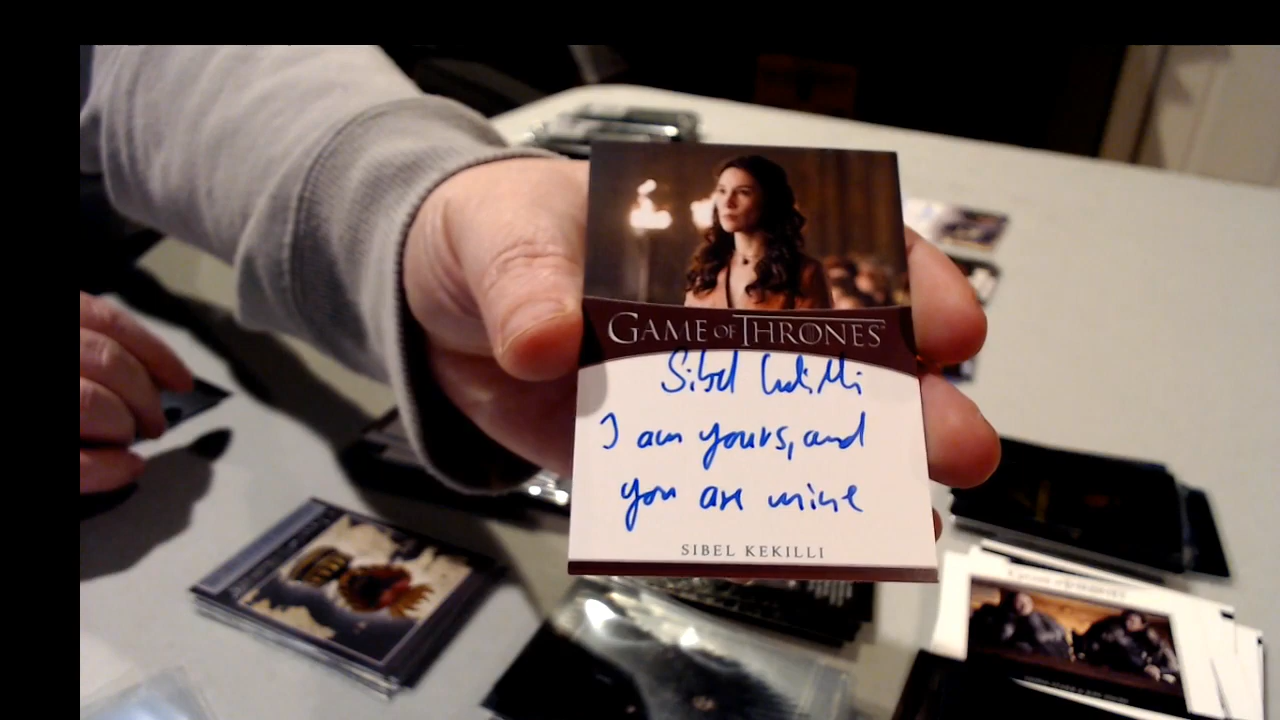 GAME OF THRONES
Sibel Kekilli
I am yours, and
you are mine
SIBEL KEKILLI